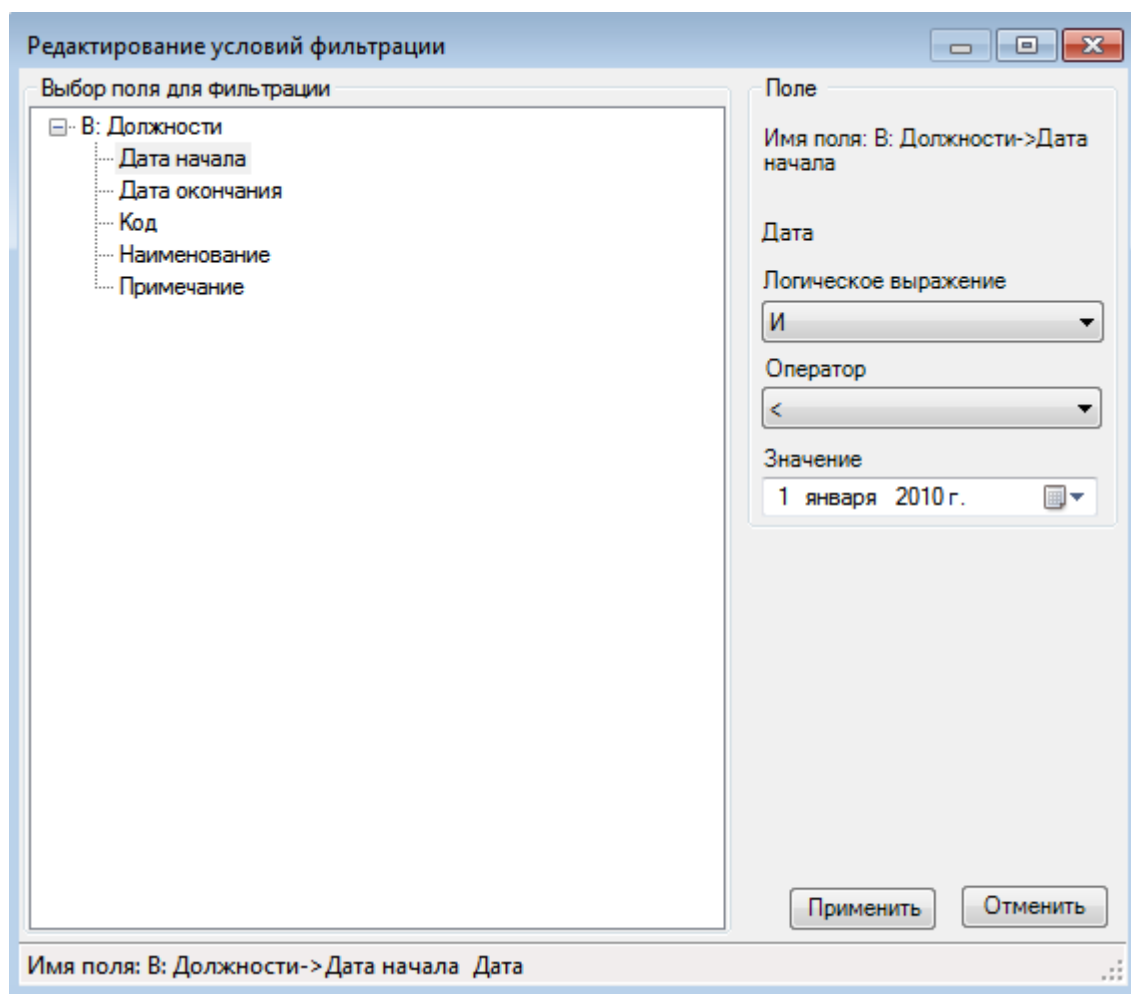 Редактирование условий фильтрации
Выбор поля для фильтрации
В: Должности
Дата начала
Дата окончания
Код
Наименование
Примечание
Поле
Имя поля: В: Должности->Дата
начала
Дата
Логическое выражение
И
Оператор
<
Значение
1 января 2010 г.
Применить
Отменить
Имя поля: В: Должности->Дата начала Дата